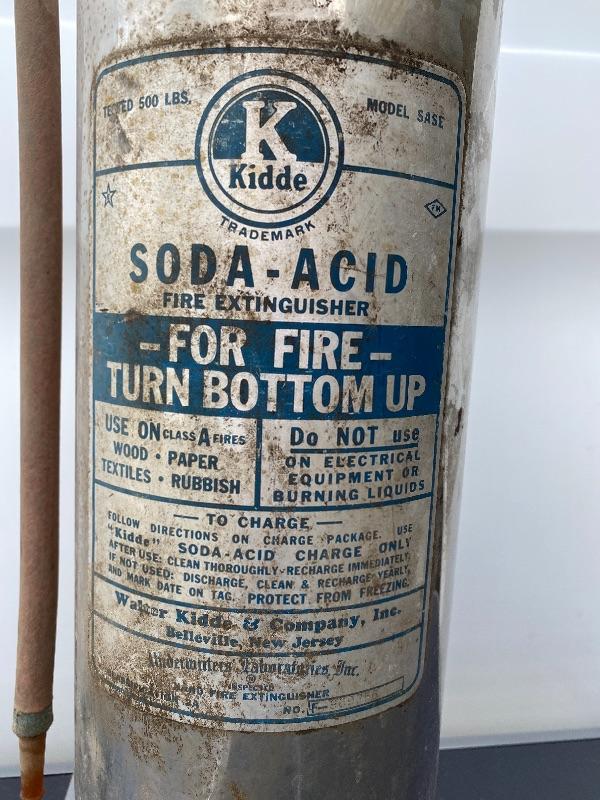 TESTED 500 LBS.
MODEL SASE
K
Kidde
TRADEMARK
FM
SODA-ACID
FIRE EXTINGUISHER
-FOR FIRE-
TURN BOTTOM UP
USE ON CLASS A FIRES
WOOD • PAPER
TEXTILES • RUBBISH
Do NOT use
ON ELECTRICAL
EQUIPMENT OR
BURNING LIQUIDS
— TO CHARGE —
FOLLOW DIRECTIONS ON CHARGE PACKAGE. USE
"Kidde" SODA-ACID CHARGE ONLY
AFTER USE: CLEAN THOROUGHLY-RECHARGE IMMEDIATELY.
IF NOT USED: DISCHARGE, CLEAN & RECHARGE YEARLY,
AND MARK DATE ON TAG. PROTECT FROM FREEZING.
Walter Kidde & Company, Inc.
Belleville, New Jersey
Underwriters' Laboratories, Inc.
INSPECTED
HAND FIRE EXTINGUISHER
NO. F-